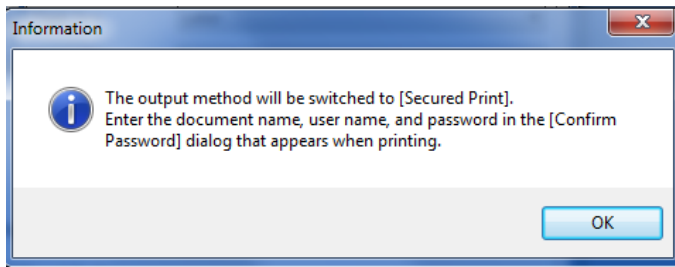 Information
The output method will be switched to [Secured Print].
Enter the document name, user name, and password in the [Confirm
Password] dialog that appears when printing.
OK